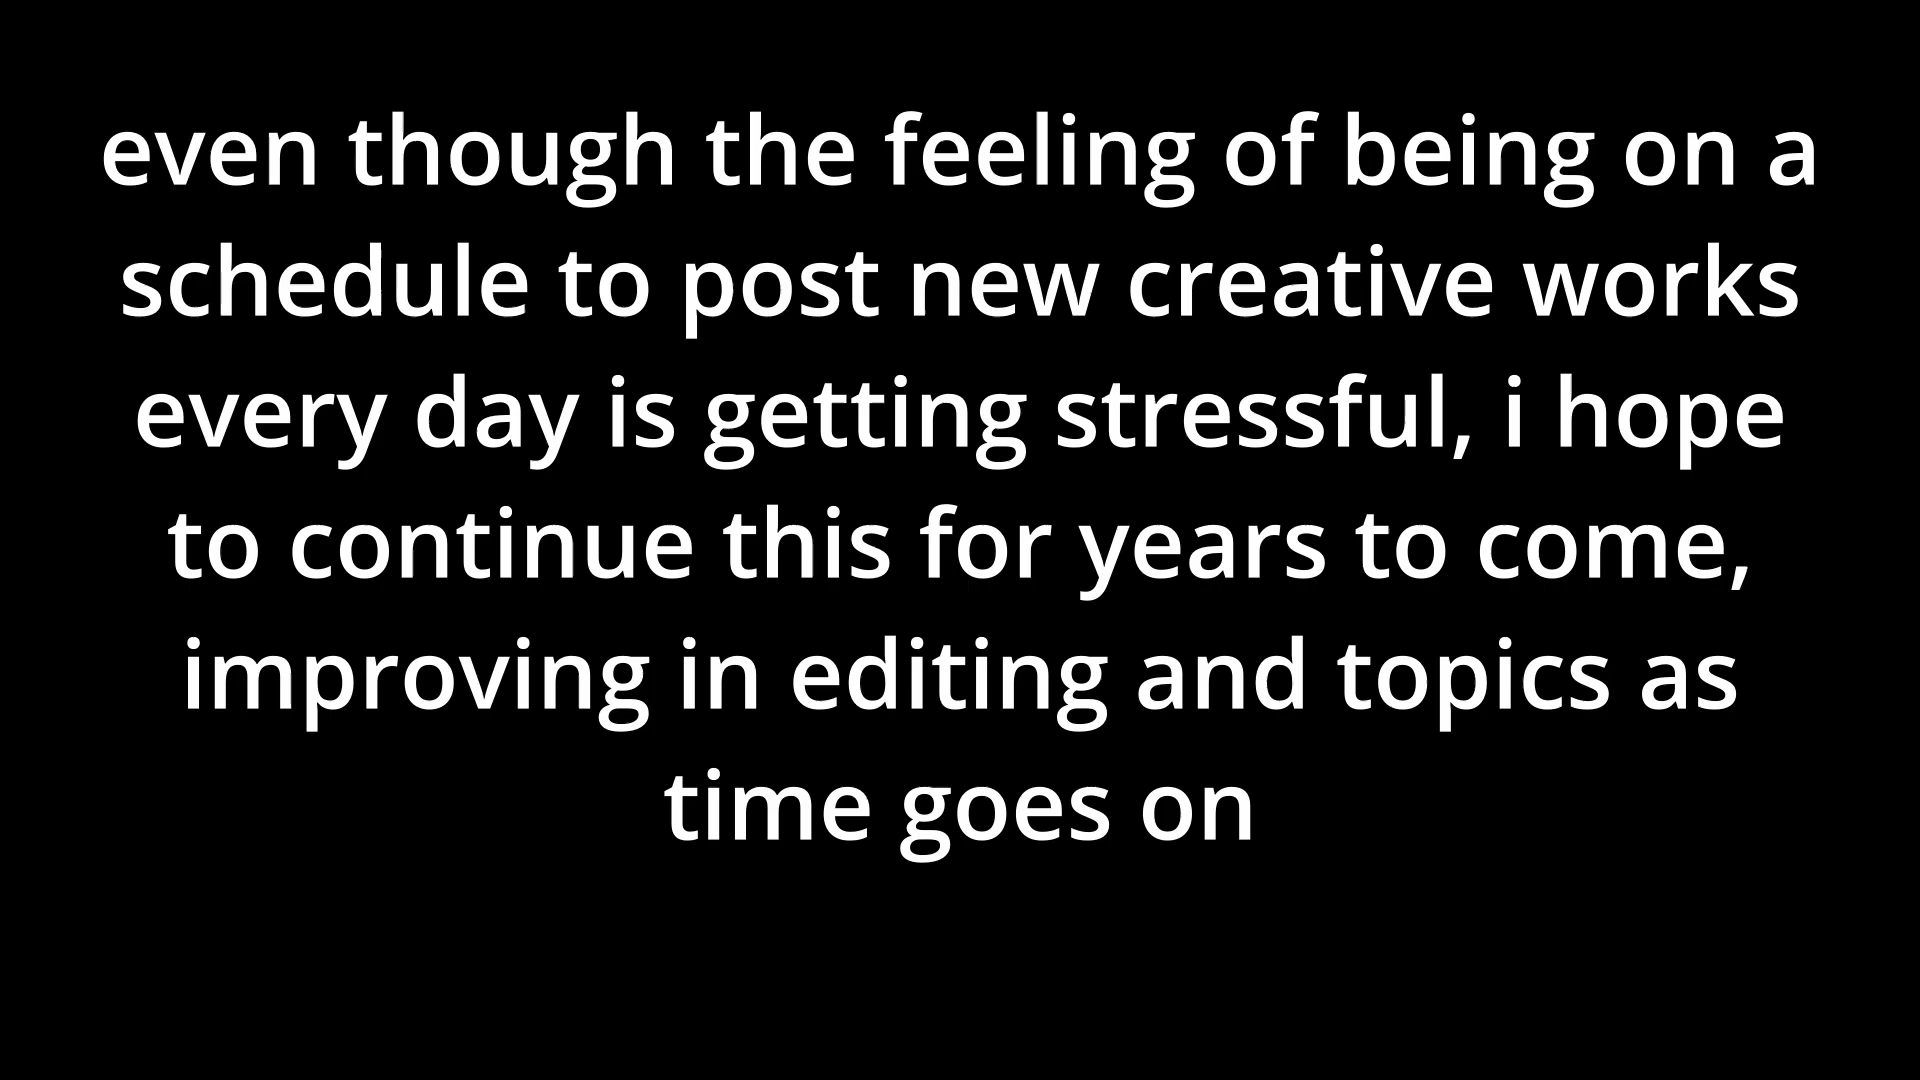 even though the feeling of being on a
schedule to post new creative works
every day is getting stressful, i hope
to continue this for years to come,
improving in editing and topics as
time goes on